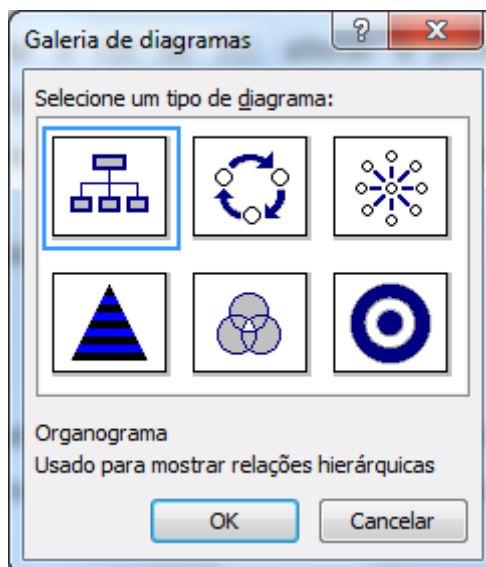 Galeria de diagramas
Selecione um tipo de diagrama:
Organograma
Usado para mostrar relações hierárquicas
OK
Cancelar